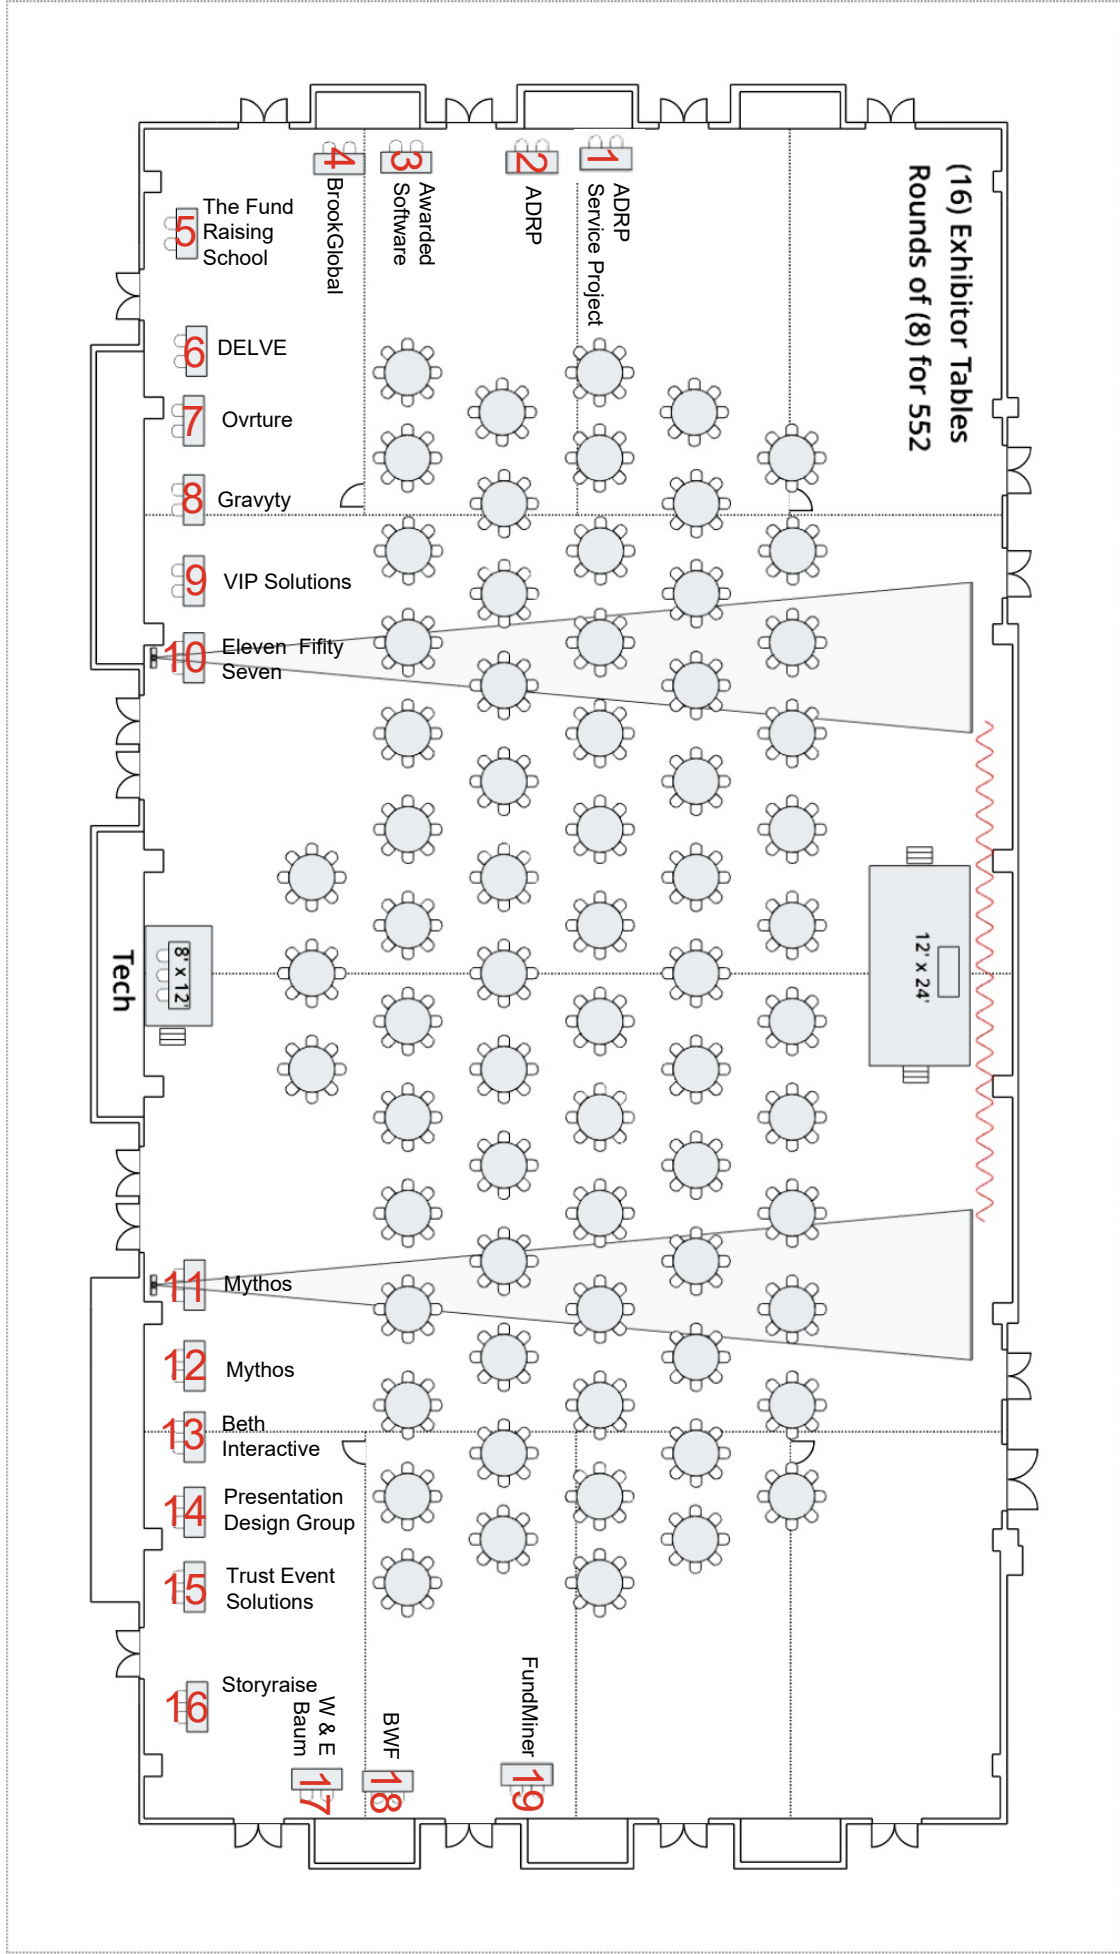 (16) Exhibitor Tables
Rounds of (8) for 552
1
ADRP
Service Project
2
ADRP
3
Awarded
Software
4
BrookGlobal
5
The Fund
Raising
School
6
DELVE
7
Ovrture
8
Gravyty
9
VIP Solutions
10
Eleven Fifity
Seven
12' x 24'
8' x 12'
Tech
11
Mythos
12
Mythos
13
Beth
Interactive
14
Presentation
Design Group
15
Trust Event
Solutions
16
Storyraise
17
W & E
Baum
18
BWF
19
FundMiner